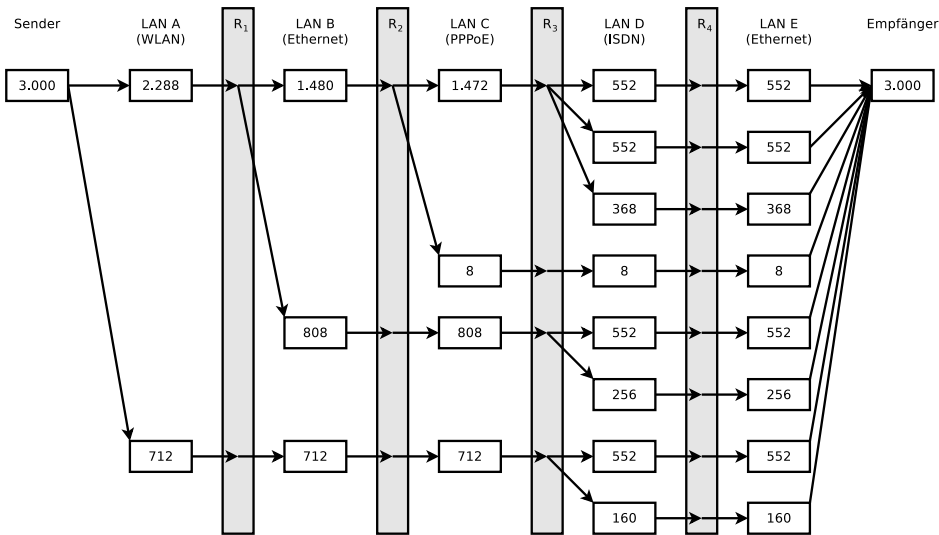 Sender
LAN A
(WLAN)
R1
LAN B
(Ethernet)
R2
LAN C
(PPPoE)
R3
LAN D
(ISDN)
R4
LAN E
(Ethernet)
Empfänger
3.000
2.288
1.480
1.472
552
552
3.000
552
552
368
368
8
8
8
808
808
552
552
256
256
712
712
712
552
552
160
160